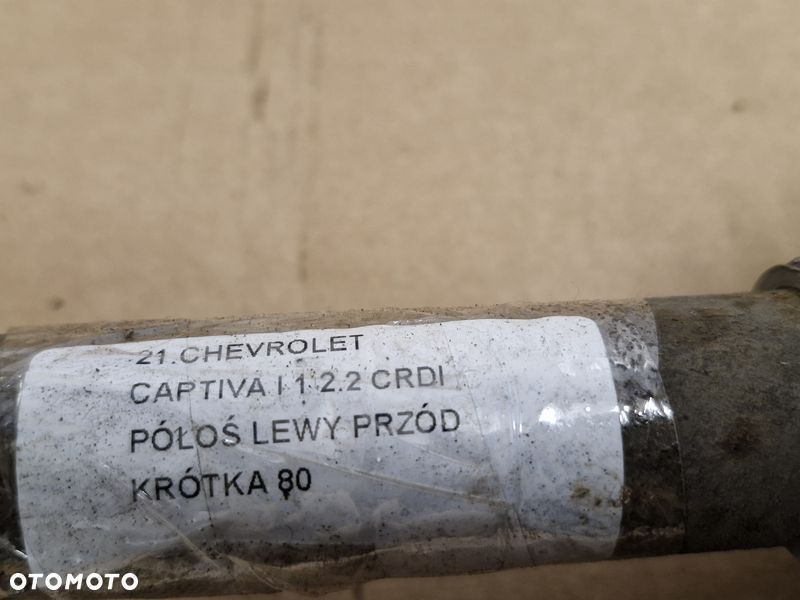 21.CHEVROLET
CAPTIVA I 1 2.2 CRDI
PÓŁOŚ LEWY PRZÓD
KRÓTKA 80
OTOMOTO